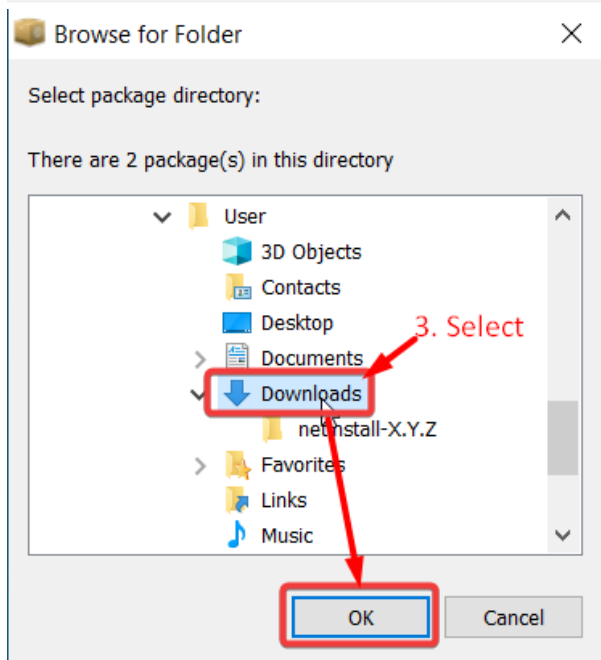 Browse for Folder
Select package directory:
There are 2 package(s) in this directory
User
3D Objects
Contacts
Desktop
3. Select
Documents
Downloads
netinstall-X.Y.Z
Favorites
Links
Music
OK Cancel